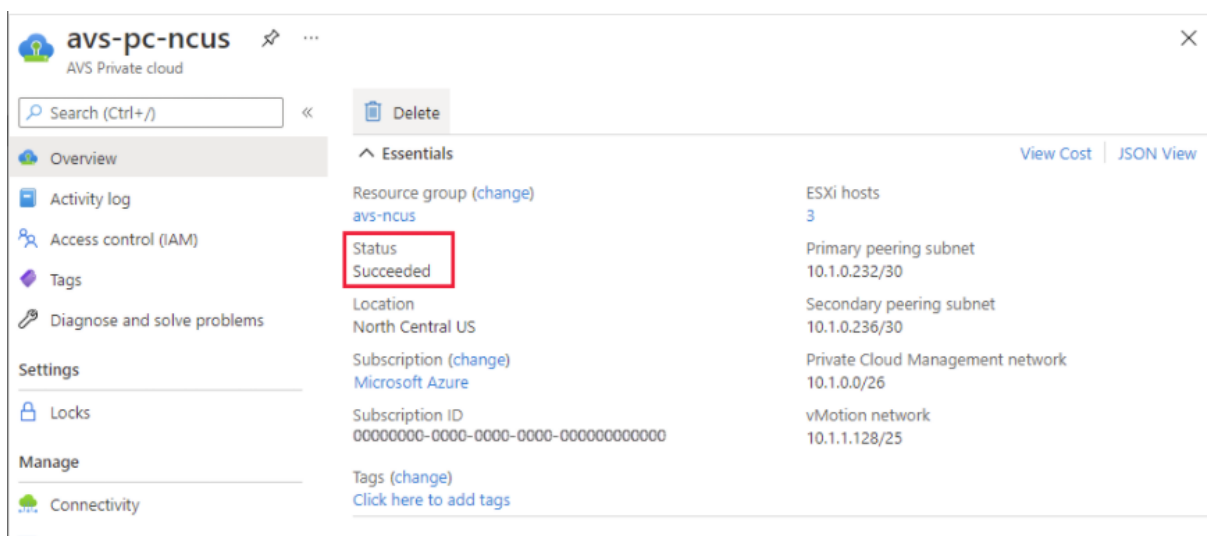 avs-pc-ncus
AVS Private cloud
Search (Ctrl+/)
Overview
Activity log
Access control (IAM)
Tags
Diagnose and solve problems
Settings
Locks
Manage
Connectivity
Delete
Essentials
View Cost
JSON View
Resource group (change)
avs-ncus
Status
Succeeded
Location
North Central US
Subscription (change)
Microsoft Azure
Subscription ID
00000000-0000-0000-0000-000000000000
Tags (change)
Click here to add tags
ESXi hosts
3
Primary peering subnet
10.1.0.232/30
Secondary peering subnet
10.1.0.236/30
Private Cloud Management network
10.1.0.0/26
vMotion network
10.1.1.128/25